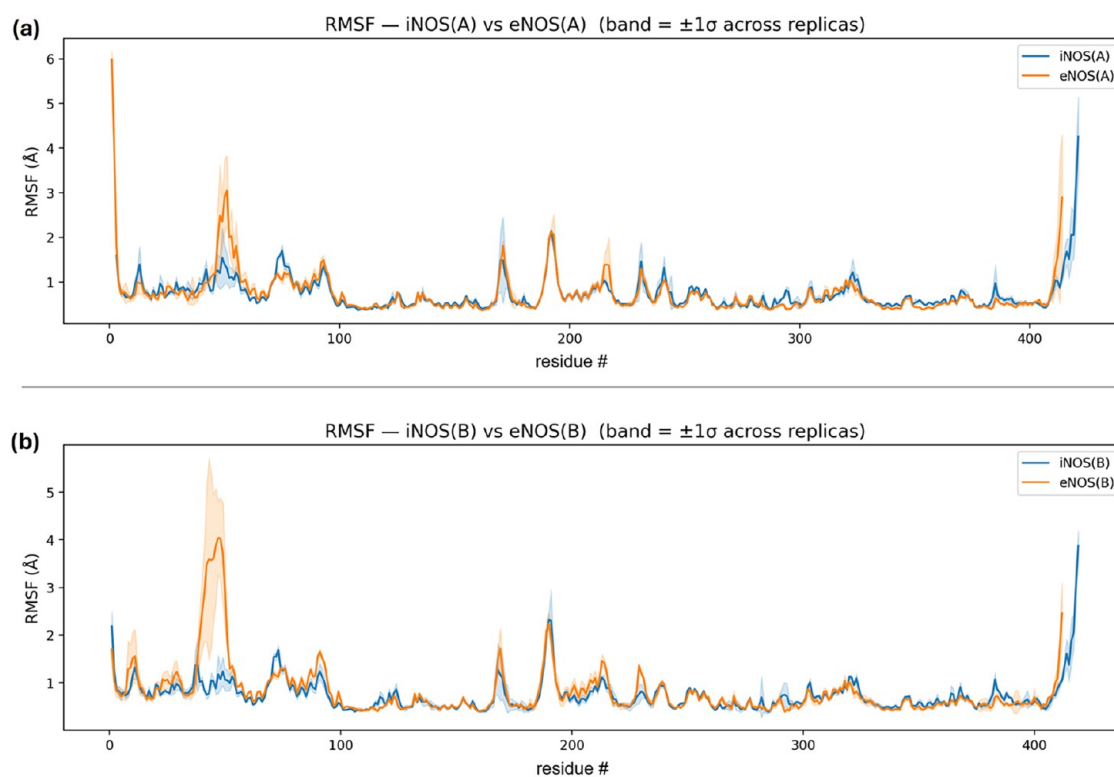 (a)
RMSF — iNOS(A) vs eNOS(A) (band = ±1σ across replicas)
iNOS(A)
eNOS(A)
RMSF (Å)
6
5
4
3
2
1
0
100
200
300
400
residue #
(b)
RMSF — iNOS(B) vs eNOS(B) (band = ±1σ across replicas)
iNOS(B)
eNOS(B)
RMSF (Å)
5
4
3
2
1
0
100
200
300
400
residue #